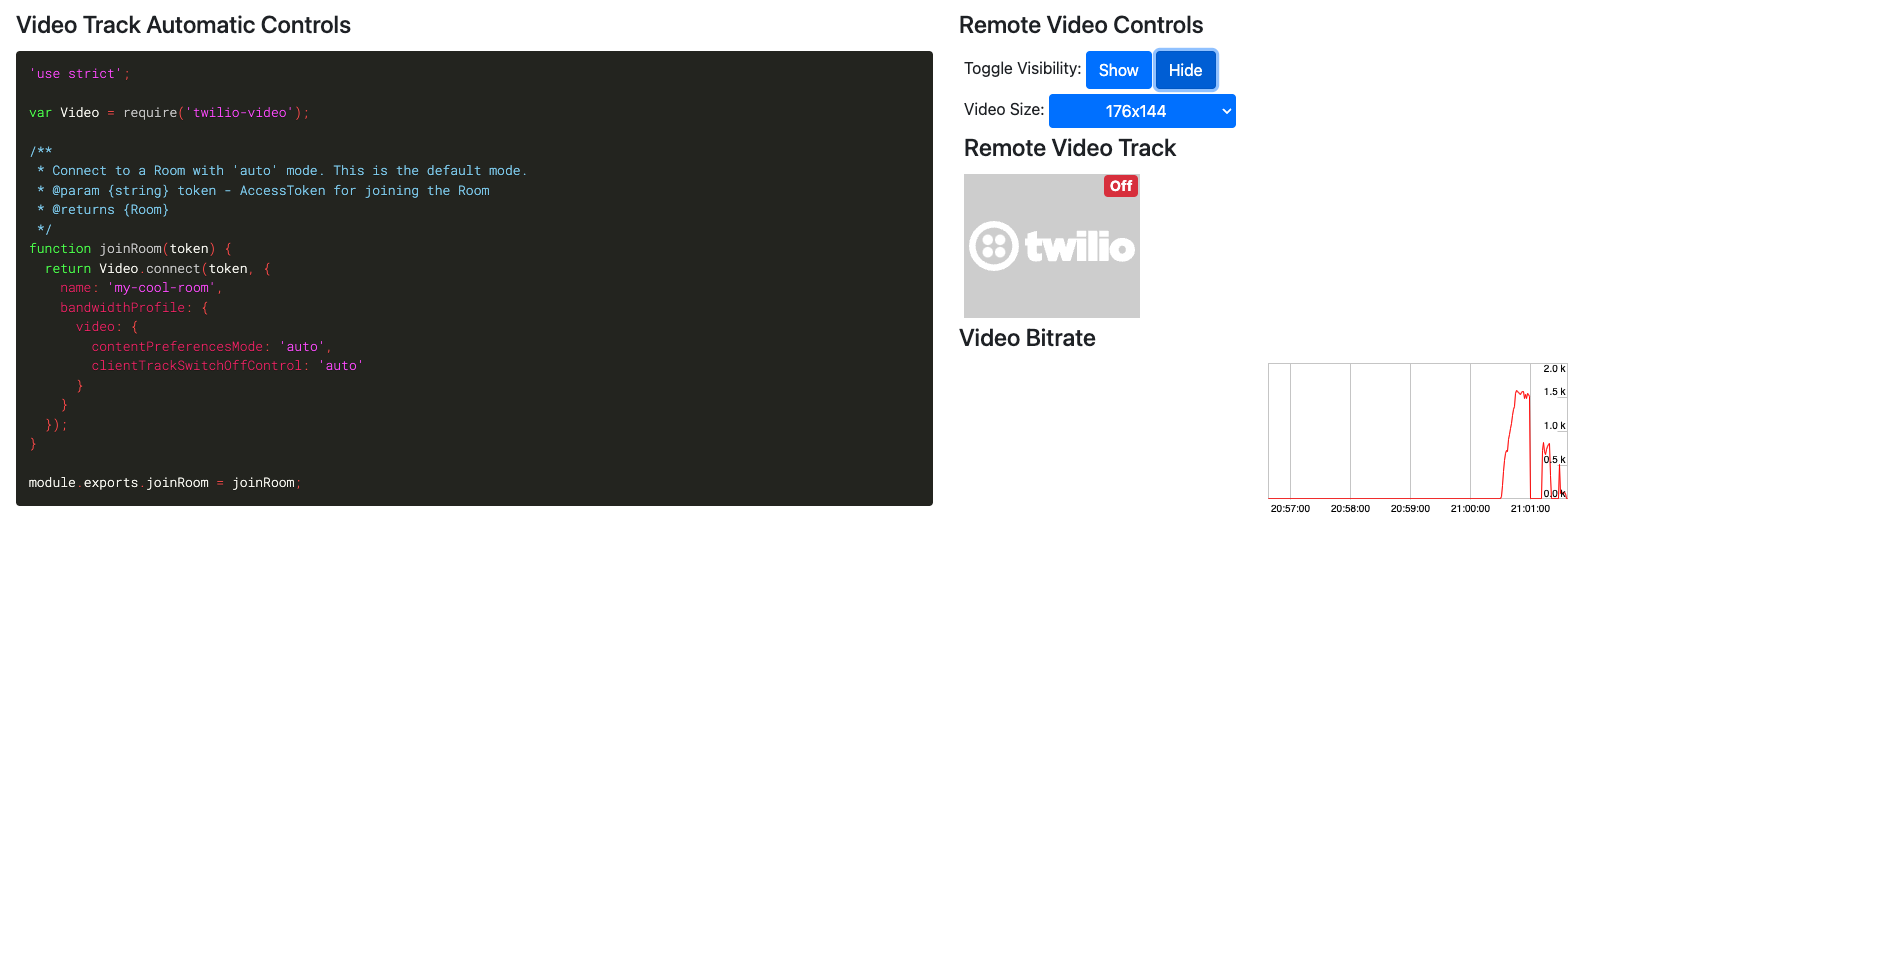 Video Track Automatic Controls
'use strict';
var Video = require('twilio-video');
/**
 * Connect to a Room with 'auto' mode. This is the default mode.
 * @param {string} token - AccessToken for joining the Room
 * @returns {Room}
 */
function joinRoom(token) {
  return Video.connect(token, {
    name: 'my-cool-room',
    bandwidthProfile: {
      video: {
        contentPreferencesMode: 'auto',
        clientTrackSwitchOffControl: 'auto'
      }
    }
  });
}
module.exports.joinRoom = joinRoom;
Remote Video Controls
Toggle Visibility: Show Hide
Video Size: 176x144
Remote Video Track
Off
twilio
Video Bitrate
2.0 k
1.5 k
1.0 k
0.5 k
0.0 k
20:57:00 20:58:00 20:59:00 21:00:00 21:01:00